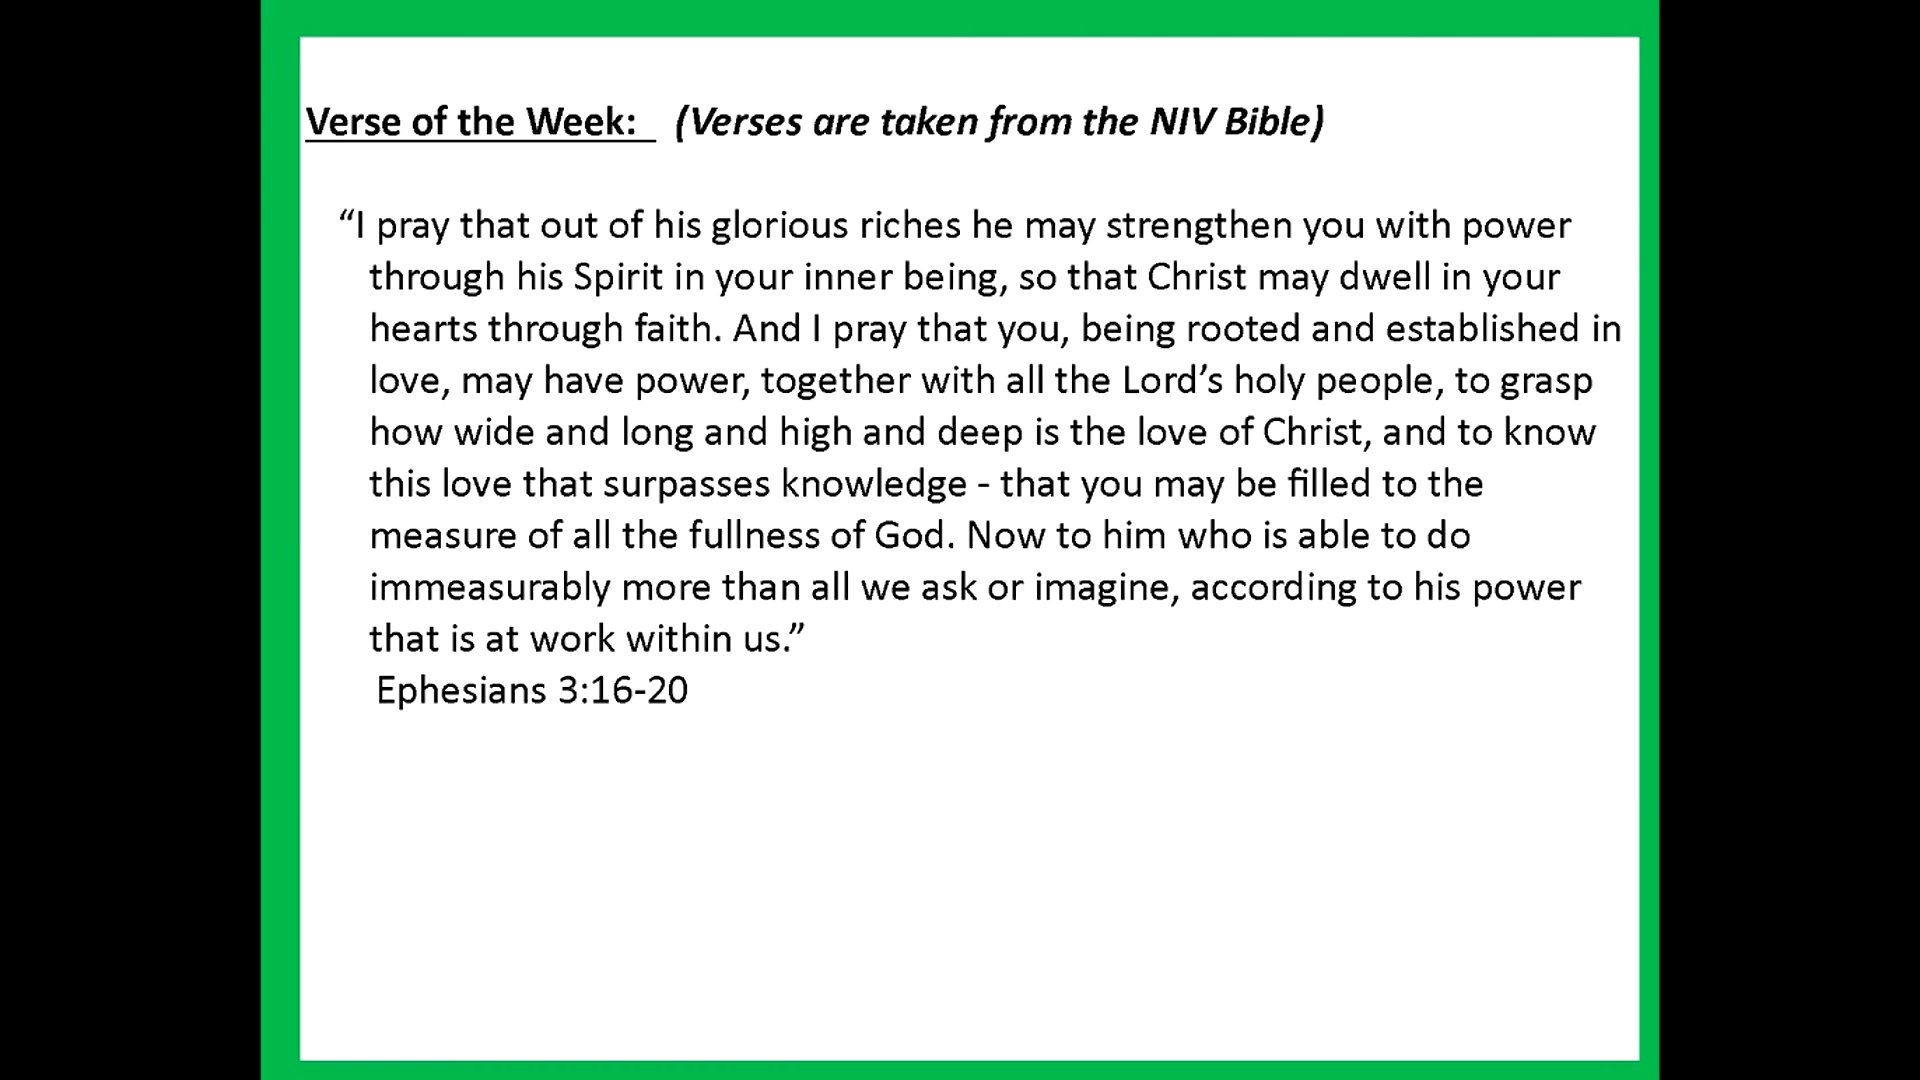 Verse of the Week: (Verses are taken from the NIV Bible)
“I pray that out of his glorious riches he may strengthen you with power
through his Spirit in your inner being, so that Christ may dwell in your
hearts through faith. And I pray that you, being rooted and established in
love, may have power, together with all the Lord’s holy people, to grasp
how wide and long and high and deep is the love of Christ, and to know
this love that surpasses knowledge - that you may be filled to the
measure of all the fullness of God. Now to him who is able to do
immeasurably more than all we ask or imagine, according to his power
that is at work within us.”
Ephesians 3:16-20